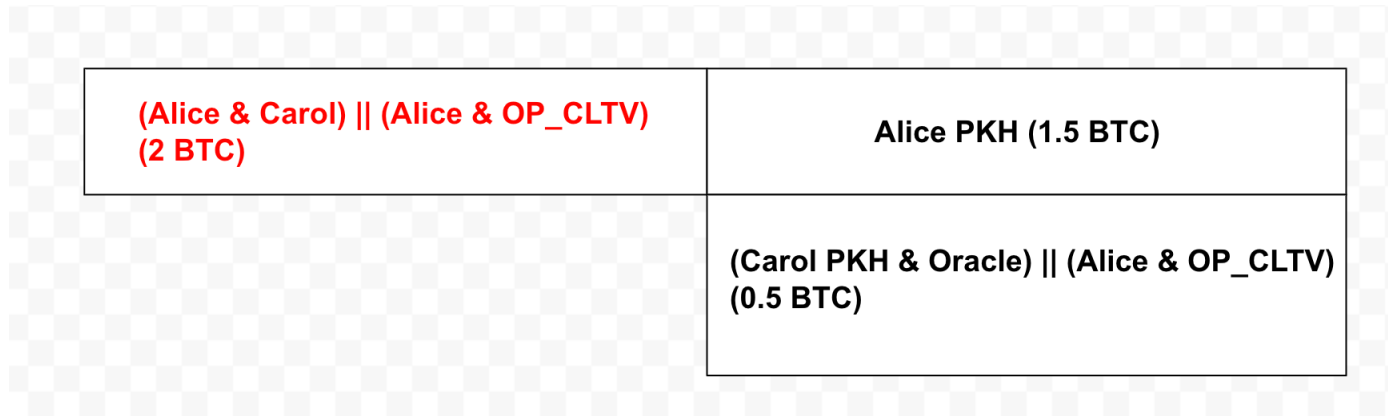 (Alice & Carol) || (Alice & OP_CLTV)
(2 BTC)
Alice PKH (1.5 BTC)
(Carol PKH & Oracle) || (Alice & OP_CLTV)
(0.5 BTC)